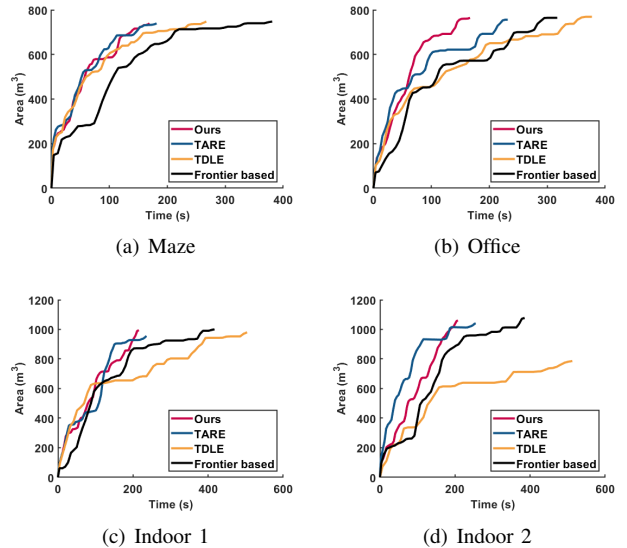 800
600
400
200
0
Area (m³)
Ours
TARE
TDLE
Frontier based
0 100 200 300 400
Time (s)
(a) Maze
800
600
400
200
0
Area (m³)
Ours
TARE
TDLE
Frontier based
0 100 200 300 400
Time (s)
(b) Office
1200
1000
800
600
400
200
0
Area (m³)
Ours
TARE
TDLE
Frontier based
0 200 400 600
Time (s)
(c) Indoor 1
1200
1000
800
600
400
200
0
Area (m³)
Ours
TARE
TDLE
Frontier based
0 200 400 600
Time (s)
(d) Indoor 2